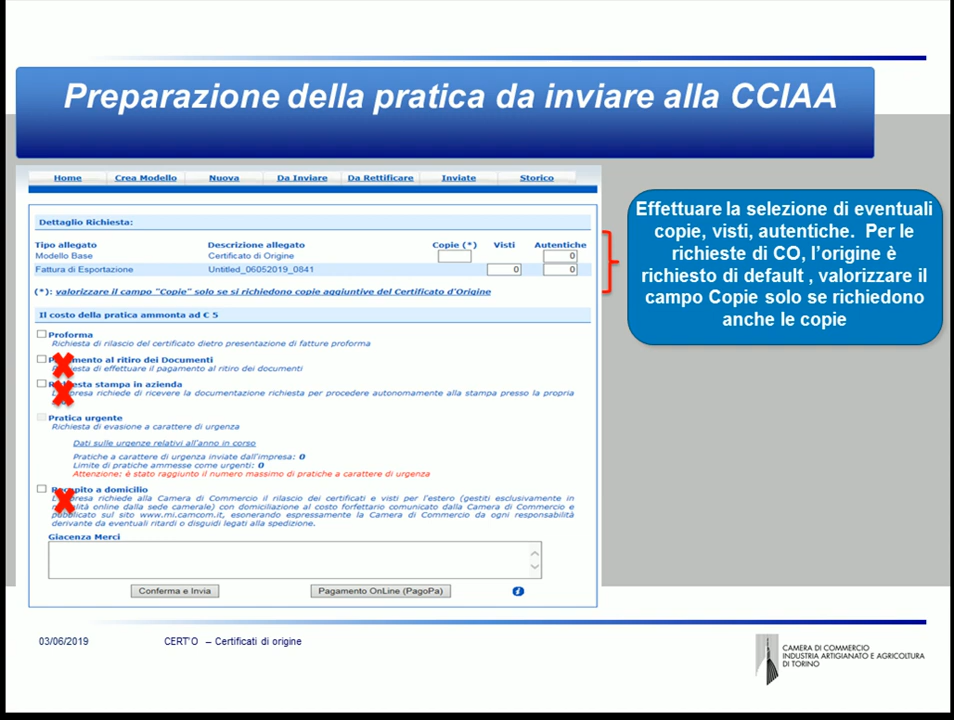 Preparazione della pratica da inviare alla CCIAA
Home Crea Modello Nuova Da Inviare Da Rettificare Inviate Storico
Dettaglio Richiesta:
Tipo allegato Descrizione allegato Copie (*) Visti Autentiche
Modello Base Certificato di Origine 0
Fattura di Esportazione Untitled_06052019_0841 0 0
(*): valorizzare il campo "Copie" solo se si richiedono copie aggiuntive del Certificato d'Origine
Il costo della pratica ammonta ad € 5
Proforma
Richiesta di rilascio del certificato dietro presentazione di fatture proforma
al ritiro dei Documenti
di effettuare il pagamento al ritiro dei documenti
stampa in azienda
richiede di ricevere la documentazione richiesta per procedere autonomamente alla stampa presso la propria
Pratica urgente
Richiesta di evasione a carattere di urgenza
Dati sulle urgenze relativi all'anno in corso
Pratiche a carattere di urgenza inviate dall'impresa: 0
Limite di pratiche ammesse come urgenti: 0
Attenzione: è stato raggiunto il numero massimo di pratiche a carattere di urgenza
a domicilio
richiede alla Camera di Commercio il rilascio dei certificati e visti per l'estero (gestiti esclusivamente in
online dalla sede camerale) con domiciliazione al costo forfettario comunicato dalla Camera di Commercio e
pubblicato sul sito www.mi.camcom.it, esonerando espressamente la Camera di Commercio da ogni responsabilità
derivante da eventuali ritardi o disguidi legati alla spedizione.
Giacenza Merci
Conferma e Invia Pagamento OnLine (PagoPa)
Effettuare la selezione di eventuali
copie, visti, autentiche. Per le
richieste di CO, l'origine è
richiesto di default , valorizzare il
campo Copie solo se richiedono
anche le copie
03/06/2019 CERT'O – Certificati di origine
CAMERA DI COMMERCIO
INDUSTRIA ARTIGIANATO E AGRICOLTURA
DI TORINO